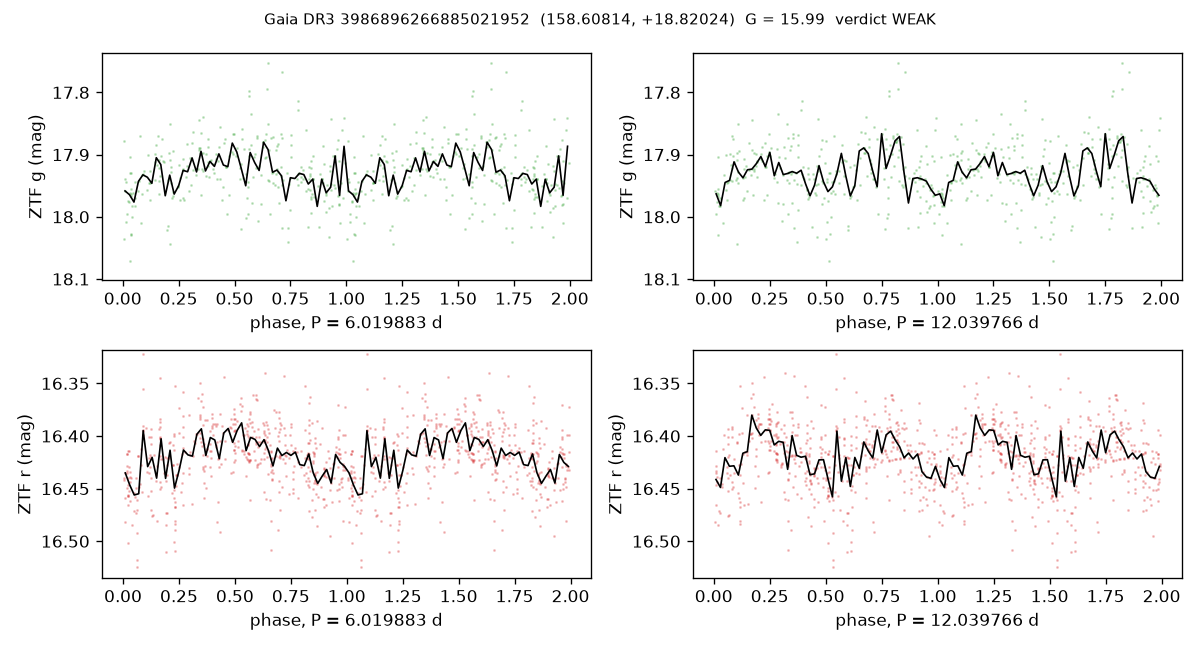 Gaia DR3 3986896266885021952 (158.60814, +18.82024) G = 15.99 verdict WEAK
ZTF g (mag)
17.8
17.9
18.0
18.1
0.00 0.25 0.50 0.75 1.00 1.25 1.50 1.75 2.00
phase, P = 6.019883 d
ZTF g (mag)
17.8
17.9
18.0
18.1
0.00 0.25 0.50 0.75 1.00 1.25 1.50 1.75 2.00
phase, P = 12.039766 d
ZTF r (mag)
16.35
16.40
16.45
16.50
0.00 0.25 0.50 0.75 1.00 1.25 1.50 1.75 2.00
phase, P = 6.019883 d
ZTF r (mag)
16.35
16.40
16.45
16.50
0.00 0.25 0.50 0.75 1.00 1.25 1.50 1.75 2.00
phase, P = 12.039766 d